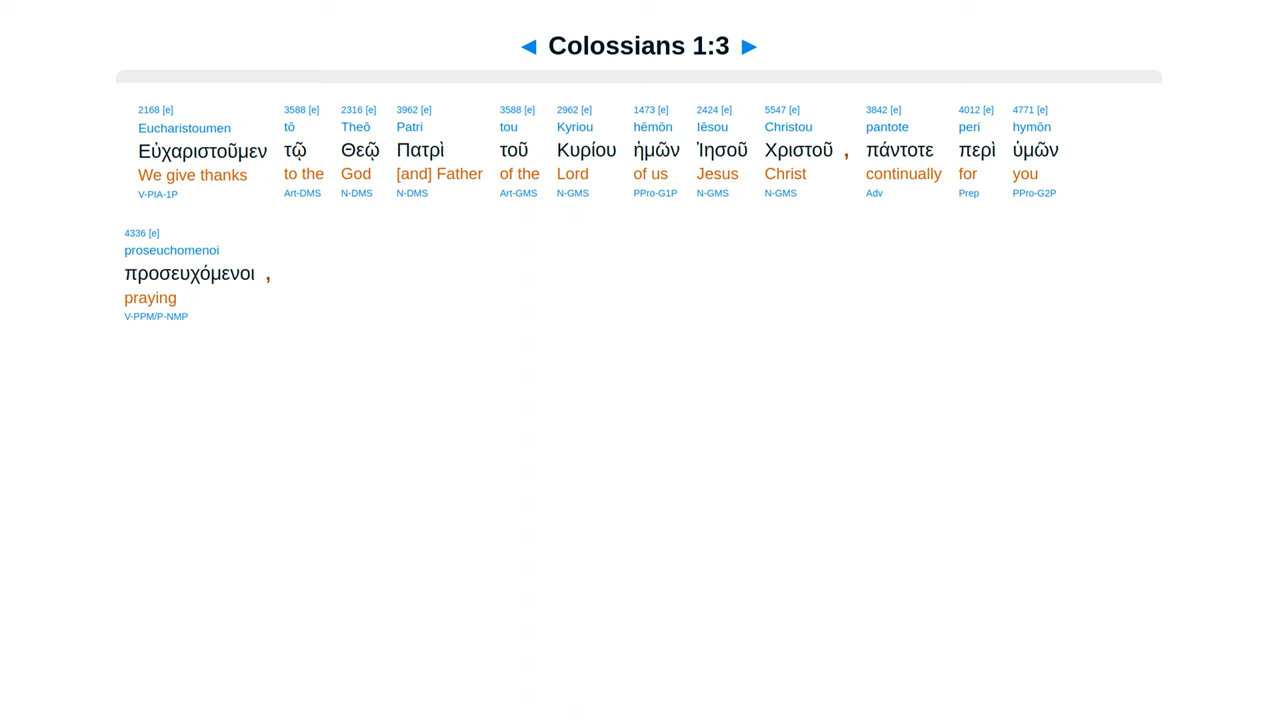 ◄ Colossians 1:3 ►
2168 [e] 3588 [e] 2316 [e] 3962 [e] 3588 [e] 2962 [e] 1473 [e] 2424 [e] 5547 [e] 3842 [e] 4012 [e] 4771 [e]
Eucharistoumen tō Theō Patri tou Kyriou hēmōn Iēsou Christou pantote peri hymōn
Εὐχαριστοῦμεν τῷ Θεῷ Πατρὶ τοῦ Κυρίου ἡμῶν Ἰησοῦ Χριστοῦ , πάντοτε περὶ ὑμῶν
We give thanks to the God [and] Father of the Lord of us Jesus Christ continually for you
V-PIA-1P Art-DMS N-DMS N-DMS Art-GMS N-GMS PPro-G1P N-GMS N-GMS Adv Prep PPro-G2P
4336 [e]
proseuchomenoi
προσευχόμενοι ,
praying
V-PPM/P-NMP